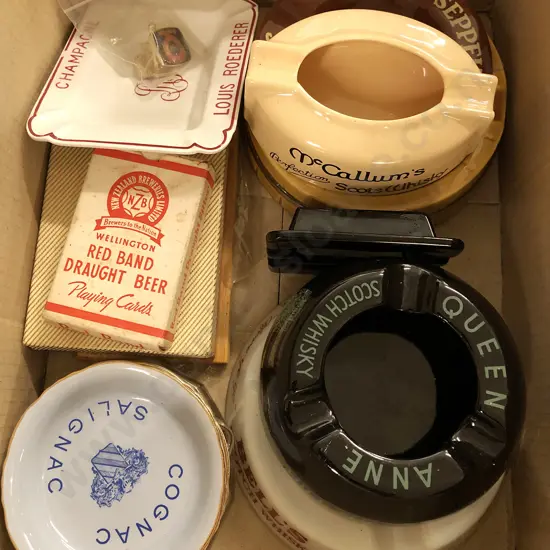 CHAMPAGNE
LOUIS ROEDERER
SEPPEL
McCallum's
Perfection Scots Whisky
NEW ZEALAND BREWERIES LIMITED
NZB
Brewers to the Nation
WELLINGTON
RED BAND
DRAUGHT BEER
Playing Cards
QUEEN
ANNE
SCOTCH WHISKY
COGNAC
SALIGNAC